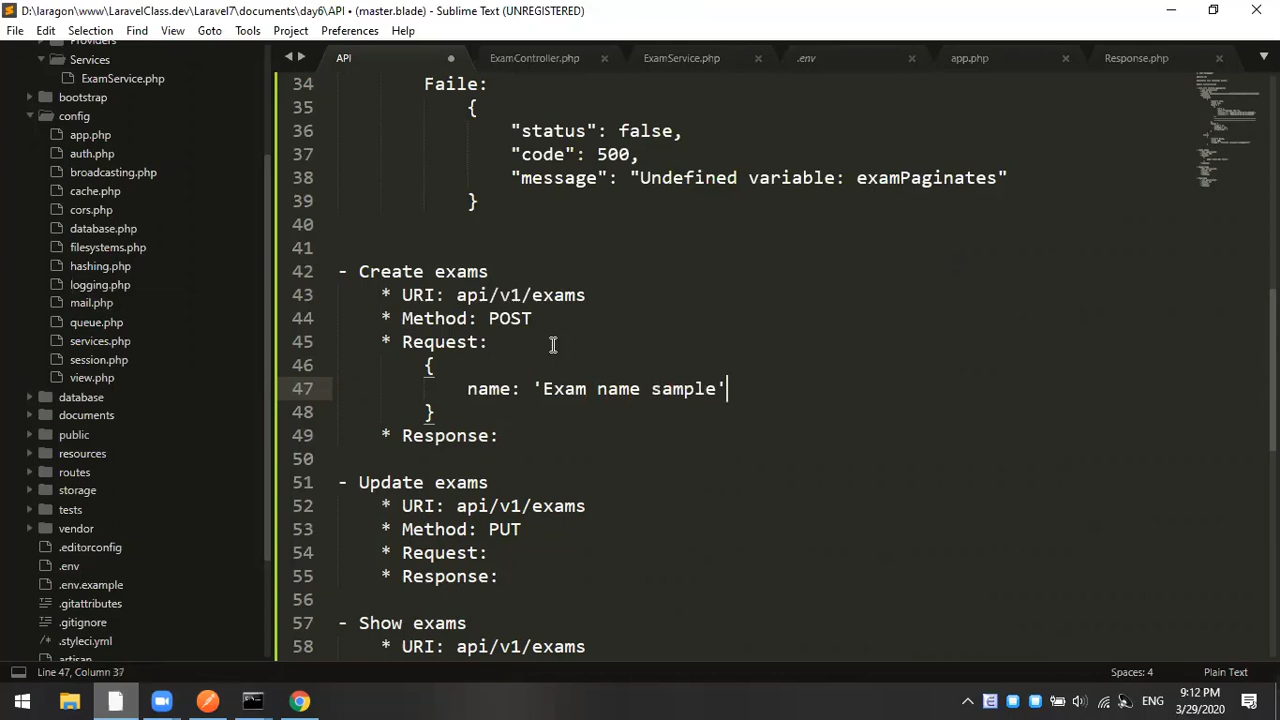 D:\laragon\www\LaravelClass.dev\Laravel7\documents\day6\API • (master.blade) - Sublime Text (UNREGISTERED)
File Edit Selection Find View Goto Tools Project Preferences Help
Providers
Services
ExamService.php
bootstrap
config
app.php
auth.php
broadcasting.php
cache.php
cors.php
database.php
filesystems.php
hashing.php
logging.php
mail.php
queue.php
services.php
session.php
view.php
database
documents
public
resources
routes
storage
tests
vendor
.editorconfig
.env
.env.example
.gitattributes
.gitignore
.styleci.yml
artisan
API ExamController.php ExamService.php .env app.php Response.php
34 Faile:
35 {
36 "status": false,
37 "code": 500,
38 "message": "Undefined variable: examPaginates"
39 }
40
41
42 - Create exams
43 * URI: api/v1/exams
44 * Method: POST
45 * Request:
46 {
47 name: 'Exam name sample'
48 }
49 * Response:
50
51 - Update exams
52 * URI: api/v1/exams
53 * Method: PUT
54 * Request:
55 * Response:
56
57 - Show exams
58 * URI: api/v1/exams
Line 47, Column 37 Spaces: 4 Plain Text
ENG
9:12 PM
3/29/2020